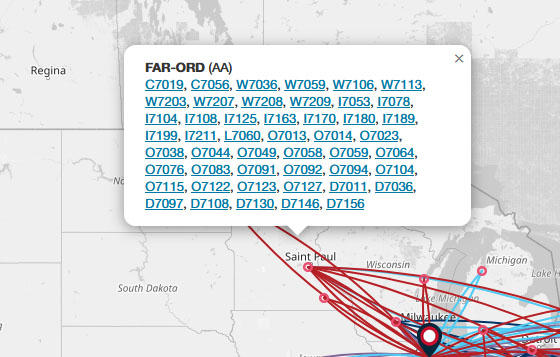 Regina
×
FAR-ORD (AA)
C7019, C7056, W7036, W7059, W7106, W7113,
W7203, W7207, W7208, W7209, I7053, I7078,
I7104, I7108, I7125, I7163, I7170, I7180, I7189,
I7199, I7211, L7060, O7013, O7014, O7023,
O7038, O7044, O7049, O7058, O7059, O7064,
O7076, O7083, O7091, O7092, O7094, O7104,
O7115, O7122, O7123, O7127, D7011, D7036,
D7097, D7108, D7130, D7146, D7156
Saint Paul
Wisconsin
Michigan
Lake H
South Dakota
Lake Michigan
Milwaukee
Detroit
Iowa